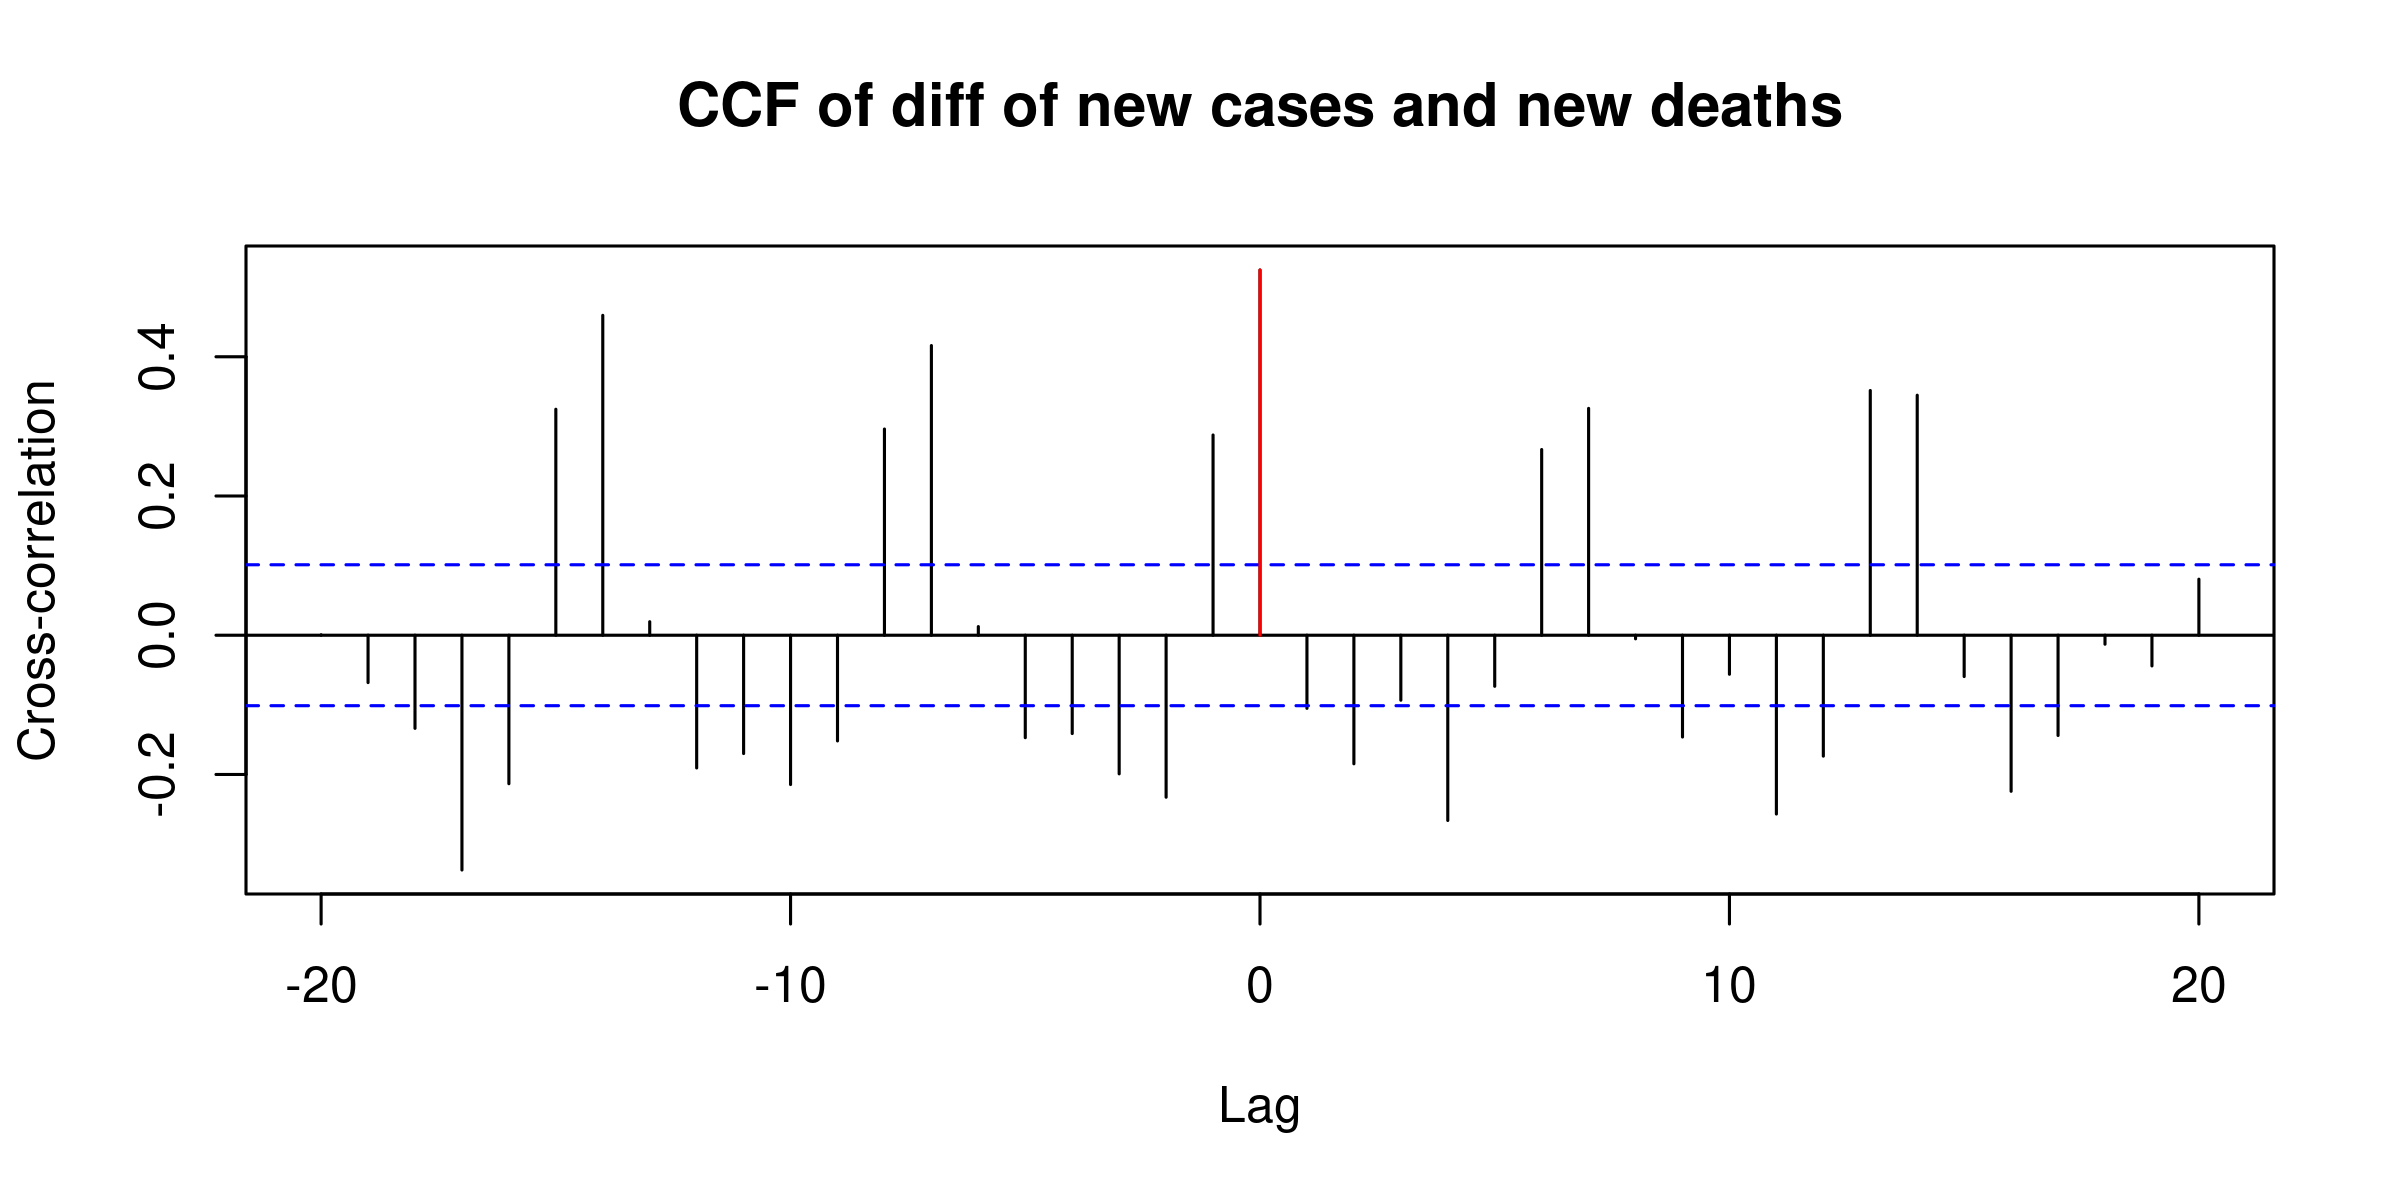 CCF of diff of new cases and new deaths
Cross-correlation
0.4
0.2
0.0
-0.2
-20 -10 0 10 20
Lag